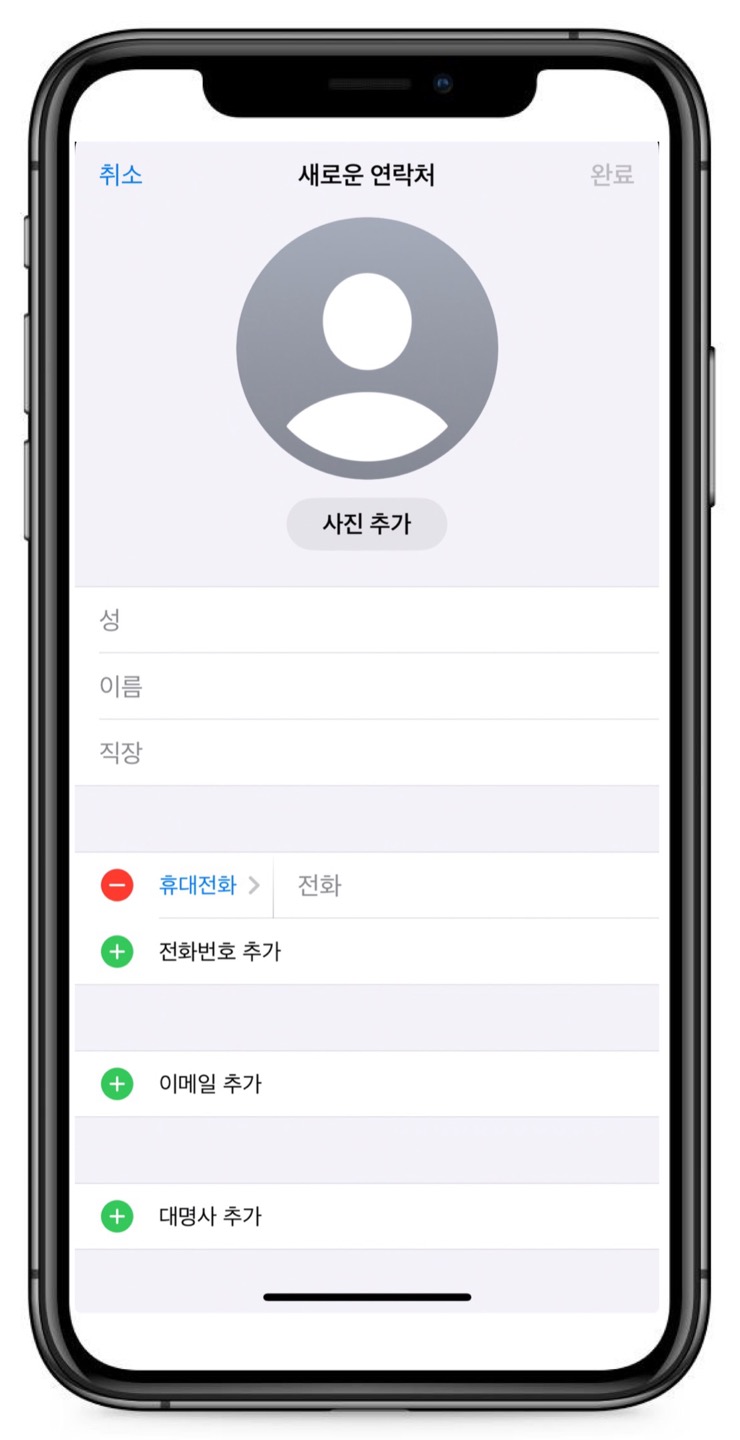 취소 새로운 연락처 완료
사진 추가
성
이름
직장
휴대전화 전화
전화번호 추가
이메일 추가
대명사 추가